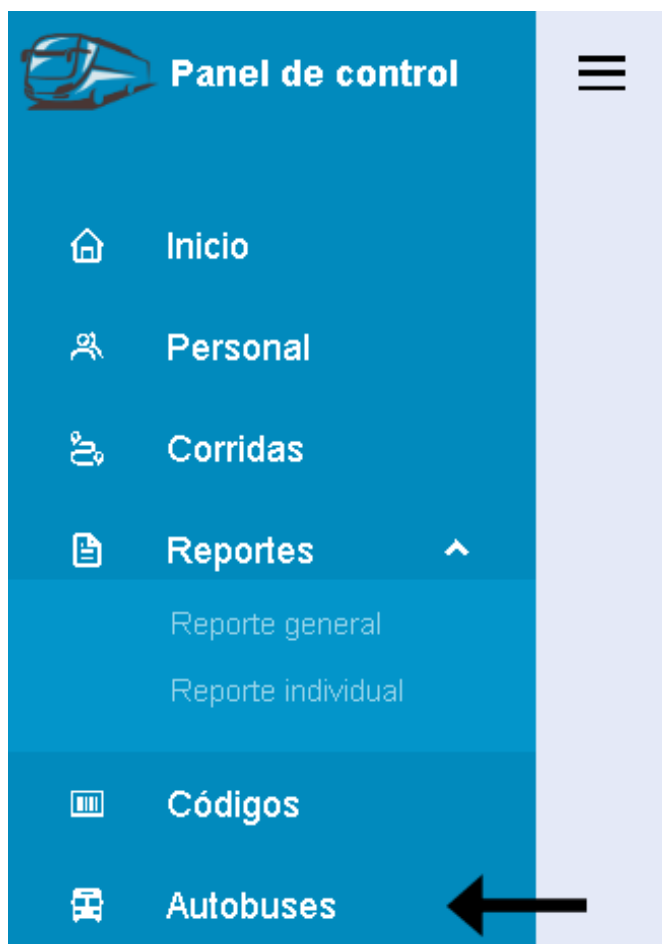 Panel de control
Inicio
Personal
Corridas
Reportes
Reporte general
Reporte individual
Códigos
Autobuses